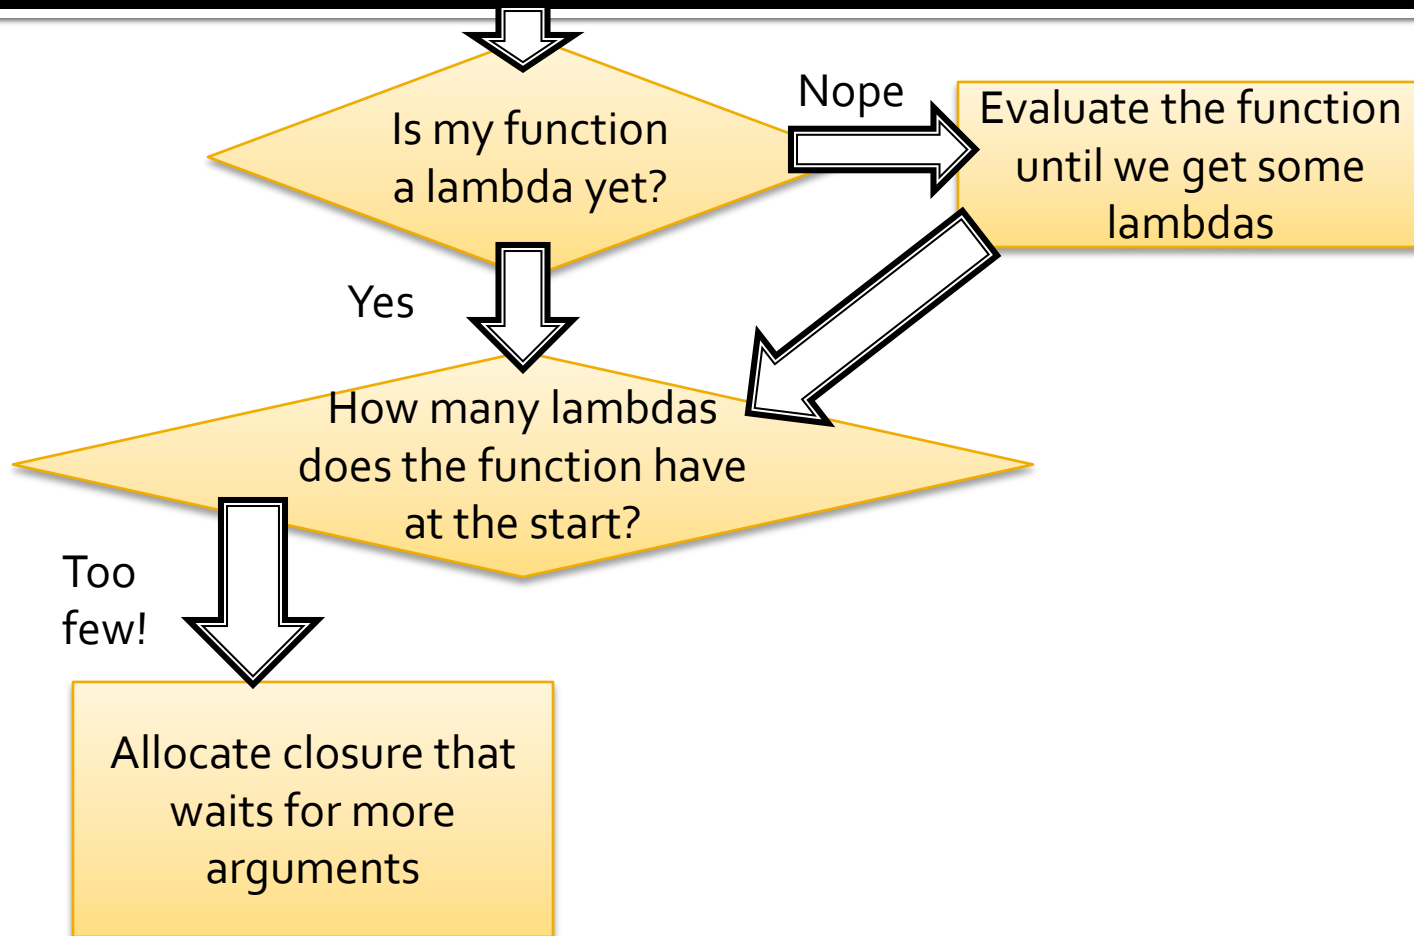 Is my function
a lambda yet?
Nope
Evaluate the function
until we get some
lambdas
Yes
How many lambdas
does the function have
at the start?
Too
few!
Allocate closure that
waits for more
arguments